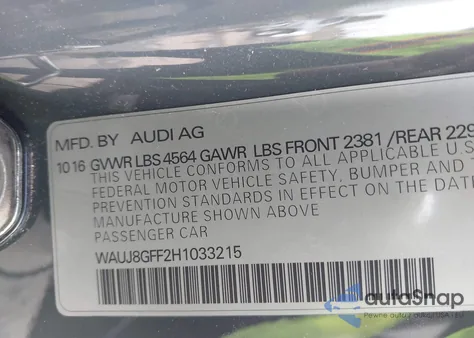 MFD. BY AUDI AG
10 16 GVWR LBS 4564 GAWR LBS FRONT 2381 /REAR 229
THIS VEHICLE CONFORMS TO ALL APPLICABLE U.S
FEDERAL MOTOR VEHICLE SAFETY, BUMPER AND
PREVENTION STANDARDS IN EFFECT ON THE DA
MANUFACTURE SHOWN ABOVE
PASSENGER CAR
WAUJ8GFF2H1033215
autoSnap